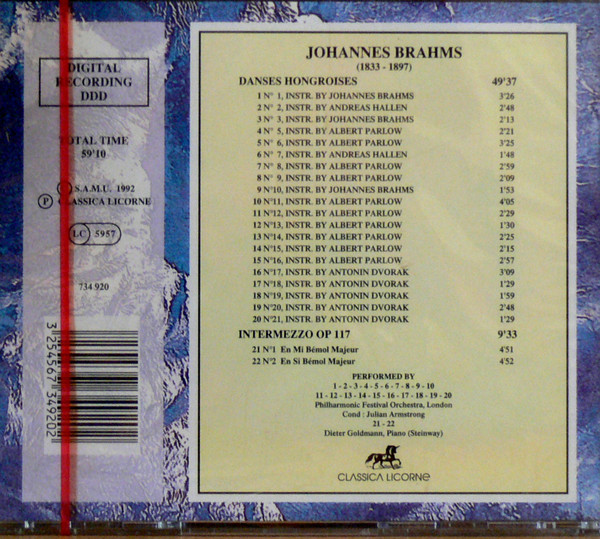 DIGITAL
RECORDING
DDD
TOTAL TIME
59'10
C S.A.M.U. 1992
P CLASSICA LICORNE
LC 5957
734 920
3 254567 349202
JOHANNES BRAHMS
(1833 - 1897)
DANSES HONGROISES 49'37
1 N° 1, INSTR. BY JOHANNES BRAHMS 3'26
2 N° 2, INSTR. BY ANDREAS HALLEN 2'48
3 N° 3, INSTR. BY JOHANNES BRAHMS 2'13
4 N° 5, INSTR. BY ALBERT PARLOW 2'21
5 N° 6, INSTR. BY ALBERT PARLOW 3'25
6 N° 7, INSTR. BY ANDREAS HALLEN 1'48
7 N° 8, INSTR. BY ALBERT PARLOW 2'59
8 N° 9, INSTR. BY ALBERT PARLOW 2'09
9 N°10, INSTR. BY JOHANNES BRAHMS 1'53
10 N°11, INSTR. BY ALBERT PARLOW 4'05
11 N°12, INSTR. BY ALBERT PARLOW 2'29
12 N°13, INSTR. BY ALBERT PARLOW 1'30
13 N°14, INSTR. BY ALBERT PARLOW 2'25
14 N°15, INSTR. BY ALBERT PARLOW 2'15
15 N°16, INSTR. BY ALBERT PARLOW 2'57
16 N°17, INSTR. BY ANTONIN DVORAK 3'09
17 N°18, INSTR. BY ANTONIN DVORAK 1'29
18 N°19, INSTR. BY ANTONIN DVORAK 1'59
19 N°20, INSTR. BY ANTONIN DVORAK 2'48
20 N°21, INSTR. BY ANTONIN DVORAK 1'29
INTERMEZZO OP 117 9'33
21 N°1 En Mi Bémol Majeur 4'51
22 N°2 En Si Bémol Majeur 4'52
PERFORMED BY
1 - 2 - 3 - 4 - 5 - 6 - 7 - 8 - 9 - 10
11 - 12 - 13 - 14 - 15 - 16 - 17 - 18 - 19 - 20
Philharmonic Festival Orchestra, London
Cond : Julian Armstrong
21 - 22
Dieter Goldmann, Piano (Steinway)
CLASSICA LICORNE